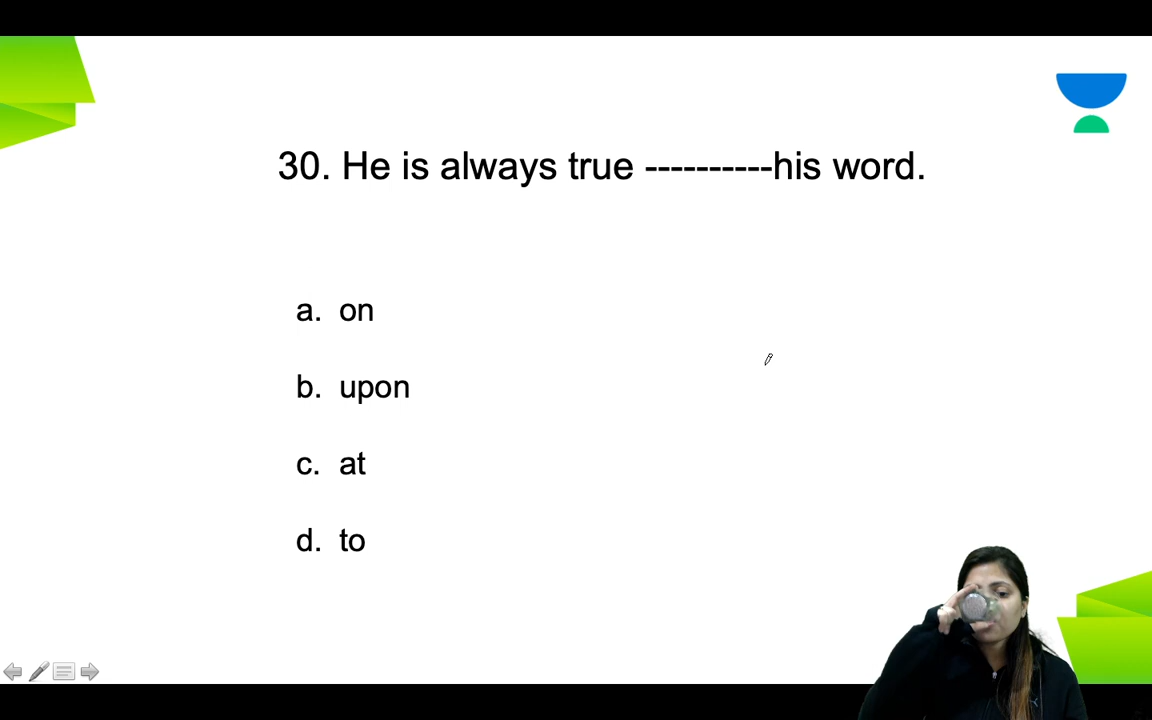 30. He is always true ----------his word.
a. on
b. upon
c. at
d. to